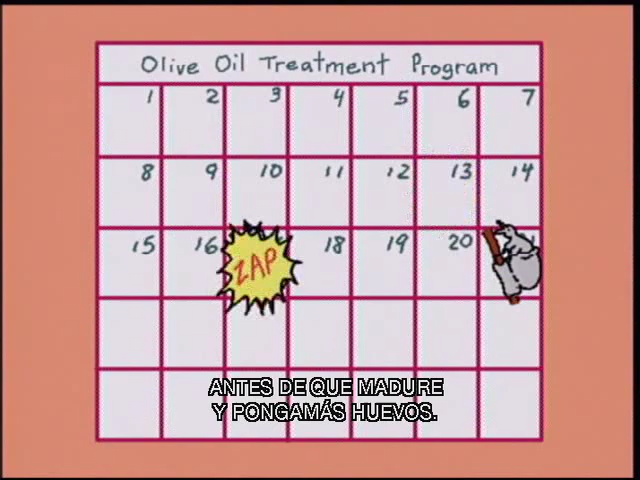 Olive Oil Treatment Program
1 2 3 4 5 6 7
8 9 10 11 12 13 14
15 16 ZAP 18 19 20
ANTES DE QUE MADURE
Y PONGAMÁS HUEVOS.